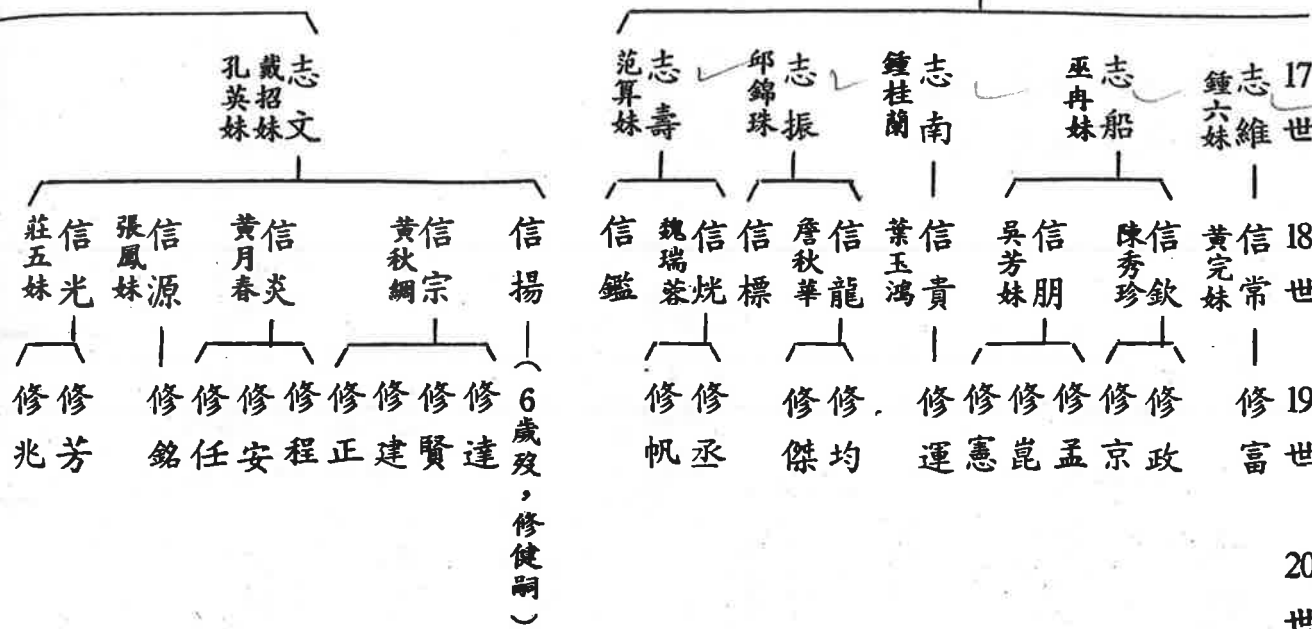 17世
志維
鍾六妹
志船
巫冉妹
志南
鍾桂蘭
志振
邱錦珠
志壽
范算妹
志文
戴招妹
孔英妹
18世
信常
黃完妹
信欽
陳秀珍
信朋
吳芳妹
信貴
葉玉鴻
信龍
詹秋華
信標
信烑
魏瑞蓉
信鑑
信揚
信宗
黃秋綢
信炎
黃月春
信源
張鳳妹
信光
莊五妹
19世
修富
修政
修京
修孟
修崑
修憲
修運
修均
修傑
修丞
修帆
（6歲歿，修健嗣）
修達
修賢
修建
修正
修程
修安
修任
修銘
修芳
修兆
20世